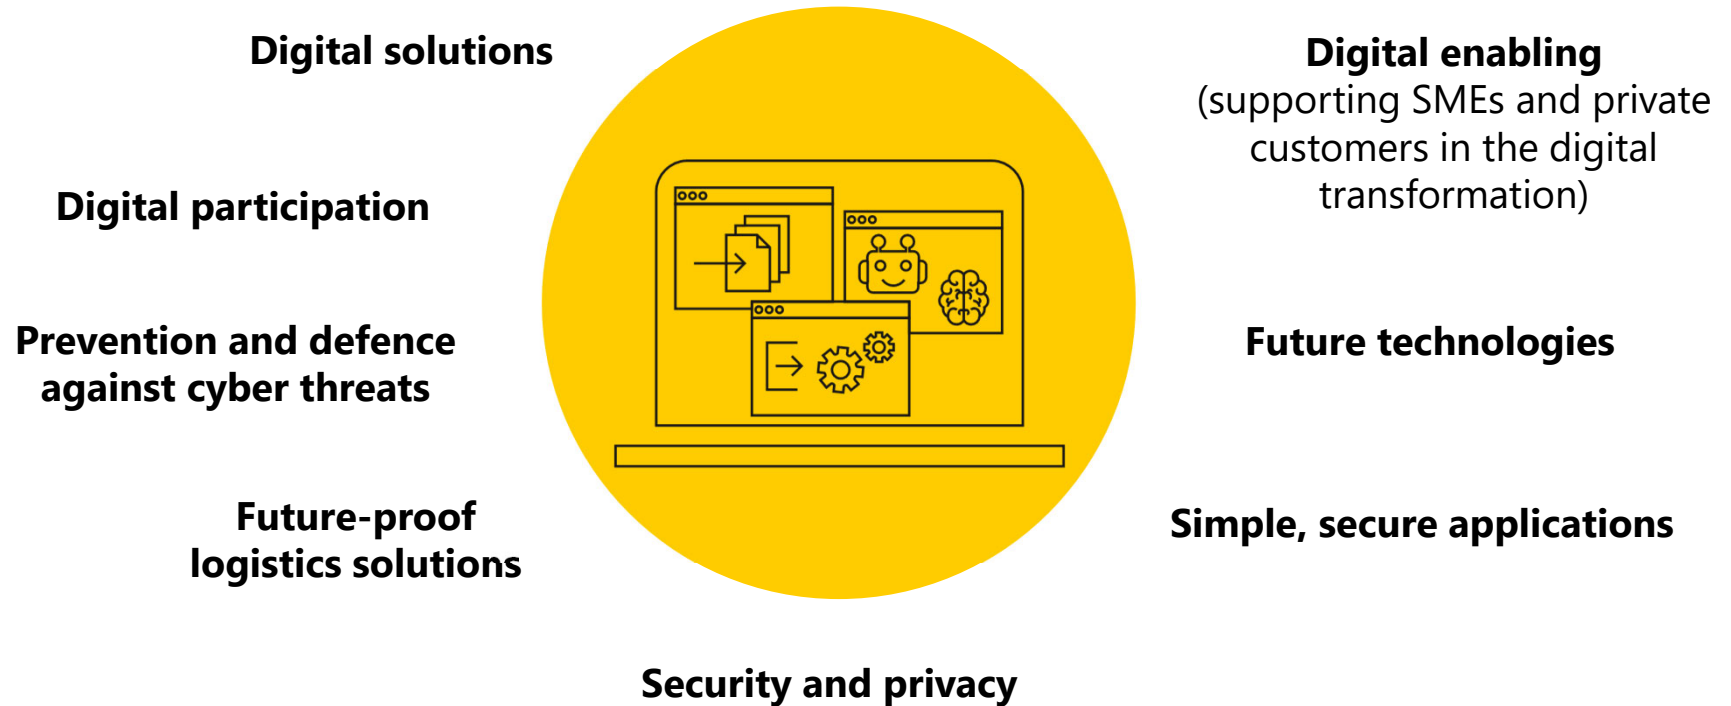 Digital solutions
Digital participation
Prevention and defence
against cyber threats
Future-proof
logistics solutions
Security and privacy
Digital enabling
(supporting SMEs and private
customers in the digital
transformation)
Future technologies
Simple, secure applications